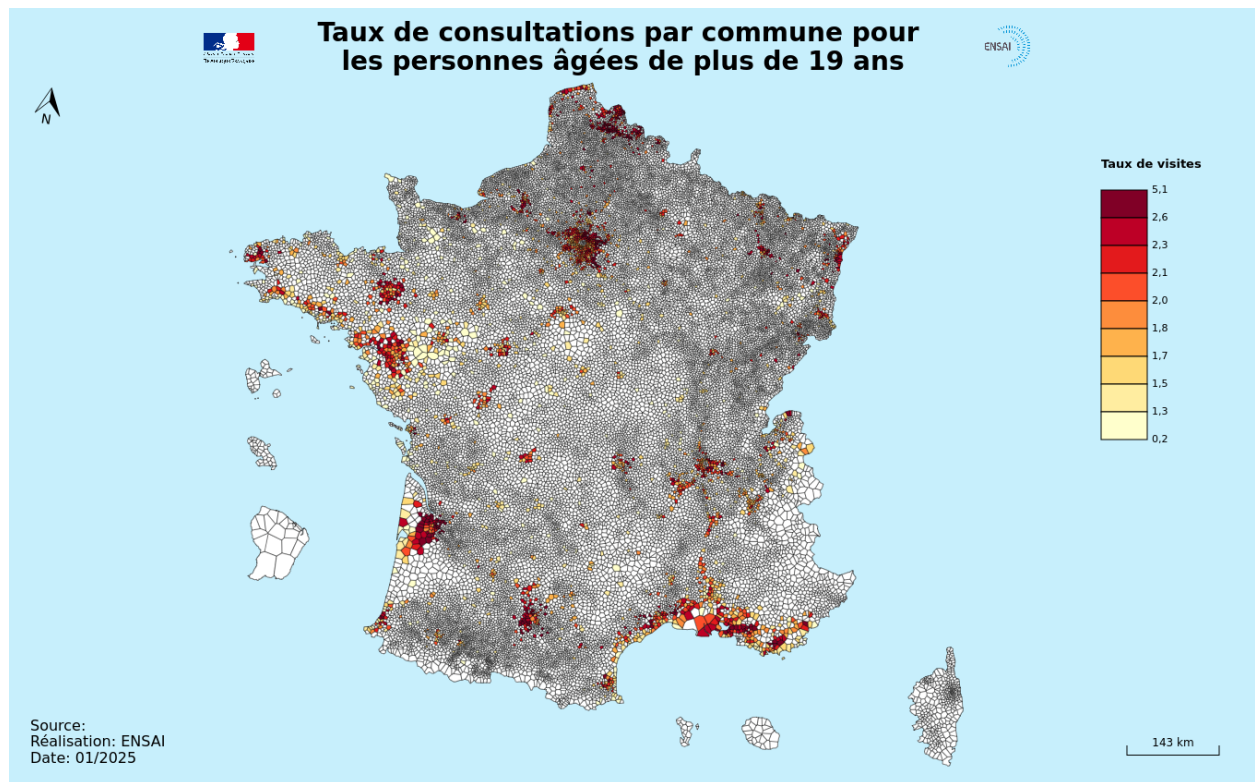 Taux de consultations par commune pour
les personnes âgées de plus de 19 ans
ENSAI
N
Taux de visites
5,1
2,6
2,3
2,1
2,0
1,8
1,7
1,5
1,3
0,2
Source:
Réalisation: ENSAI
Date: 01/2025
143 km